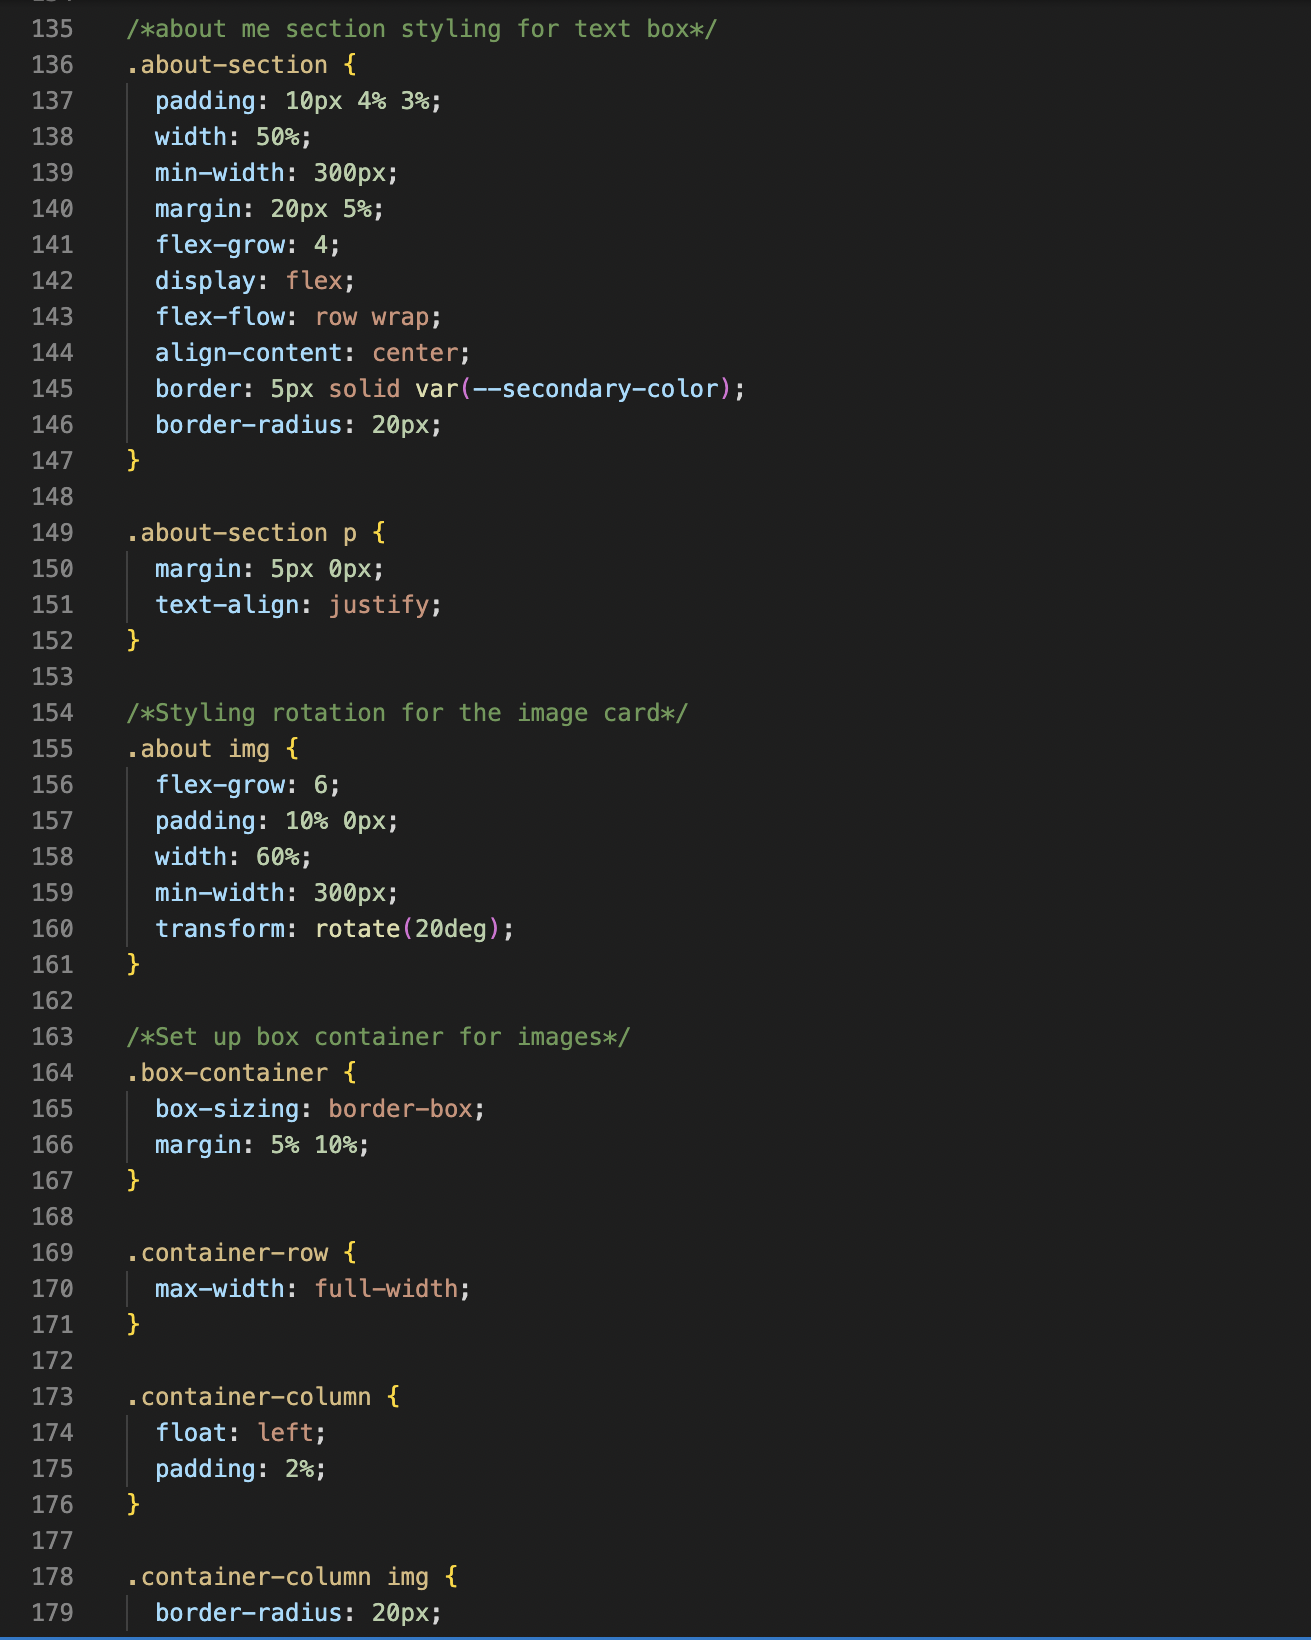 135 /*about me section styling for text box*/
136 .about-section {
137 padding: 10px 4% 3%;
138 width: 50%;
139 min-width: 300px;
140 margin: 20px 5%;
141 flex-grow: 4;
142 display: flex;
143 flex-flow: row wrap;
144 align-content: center;
145 border: 5px solid var(--secondary-color);
146 border-radius: 20px;
147 }
148
149 .about-section p {
150 margin: 5px 0px;
151 text-align: justify;
152 }
153
154 /*Styling rotation for the image card*/
155 .about img {
156 flex-grow: 6;
157 padding: 10% 0px;
158 width: 60%;
159 min-width: 300px;
160 transform: rotate(20deg);
161 }
162
163 /*Set up box container for images*/
164 .box-container {
165 box-sizing: border-box;
166 margin: 5% 10%;
167 }
168
169 .container-row {
170 max-width: full-width;
171 }
172
173 .container-column {
174 float: left;
175 padding: 2%;
176 }
177
178 .container-column img {
179 border-radius: 20px;